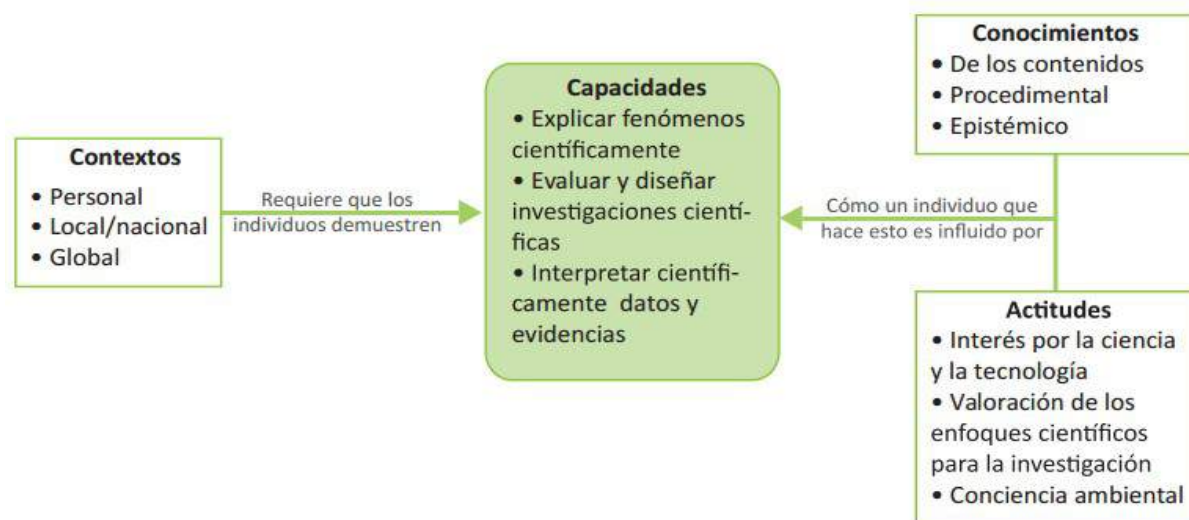 Contextos
• Personal
• Local/nacional
• Global
Requiere que los
individuos demuestren
Capacidades
• Explicar fenómenos
científicamente
• Evaluar y diseñar
investigaciones cientí-
ficas
• Interpretar científi-
camente datos y
evidencias
Cómo un individuo que
hace esto es influido por
Conocimientos
• De los contenidos
• Procedimental
• Epistémico
Actitudes
• Interés por la ciencia
y la tecnología
• Valoración de los
enfoques científicos
para la investigación
• Conciencia ambiental